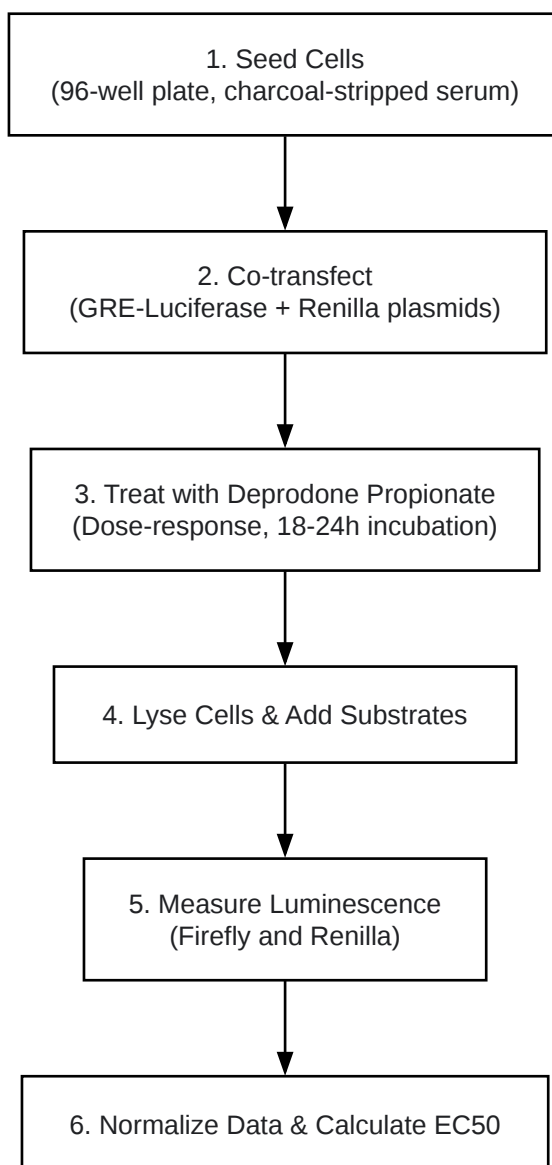 1. Seed Cells
(96-well plate, charcoal-stripped serum)
2. Co-transfect
(GRE-Luciferase + Renilla plasmids)
3. Treat with Deprodone Propionate
(Dose-response, 18-24h incubation)
4. Lyse Cells & Add Substrates
5. Measure Luminescence
(Firefly and Renilla)
6. Normalize Data & Calculate EC50